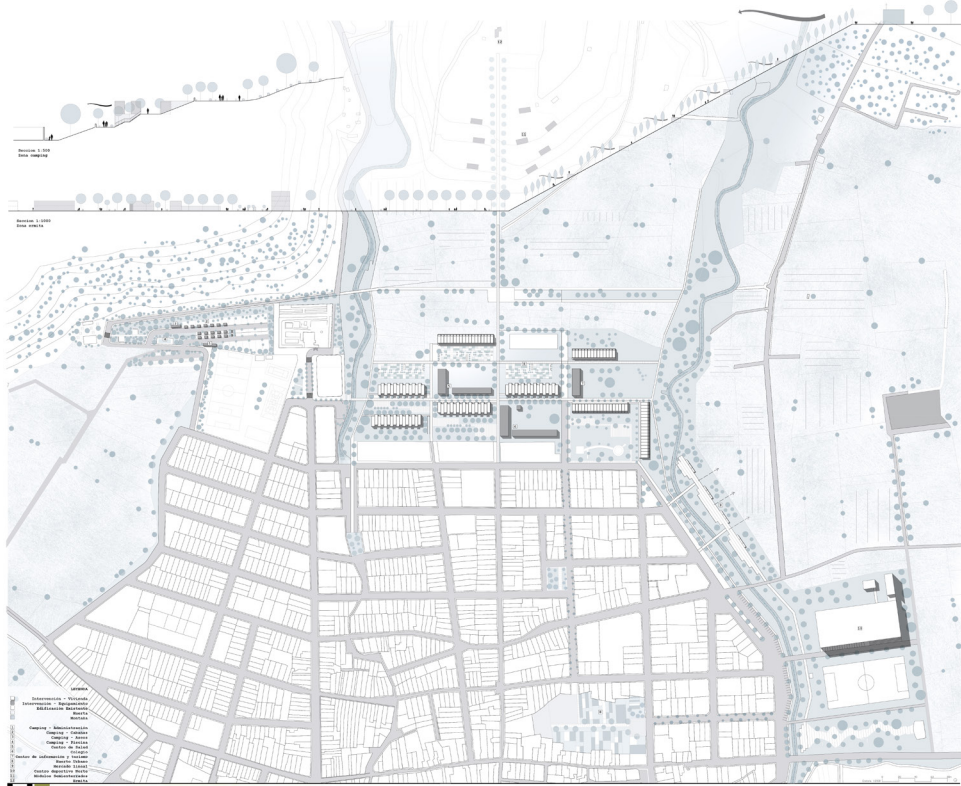 Seccion 1:500
Zona camping
Seccion 1:1000
Zona ermita
LEYENDA
Intervención - Vivienda
Intervención - Equipamiento
Edificación Existente
Huerta
Montaña
Camping - Administración
Camping - Cabañas
Camping - Aseos
Camping - Piscina
Centro de Salud
Colegio
Centro de información y turismo
Huerto Urbano
Mercado Lineal
Centro deportivo Norte
Módulos Semienterrados
Ermita